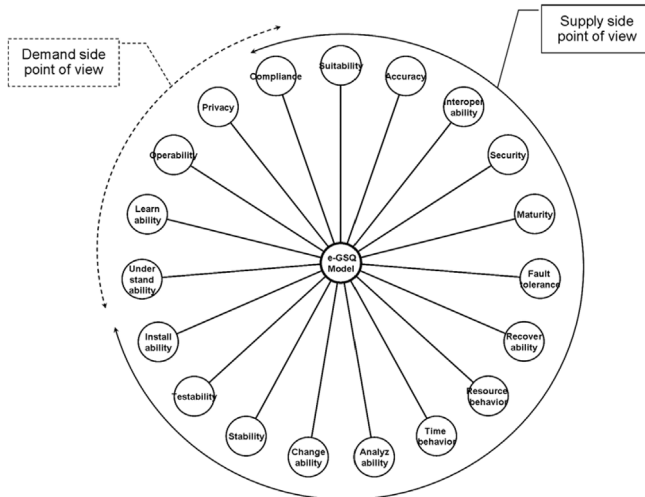 Demand side
point of view
Supply side
point of view
Suitability
Accuracy
Interoper
ability
Security
Maturity
Fault
tolerance
Recover
ability
Resource
behavior
Time
behavior
Analyz
ability
Change
ability
Stability
Testability
Install
ability
Under
stand
ability
Learn
ability
Operability
Privacy
Compliance
e-GSQ
Model